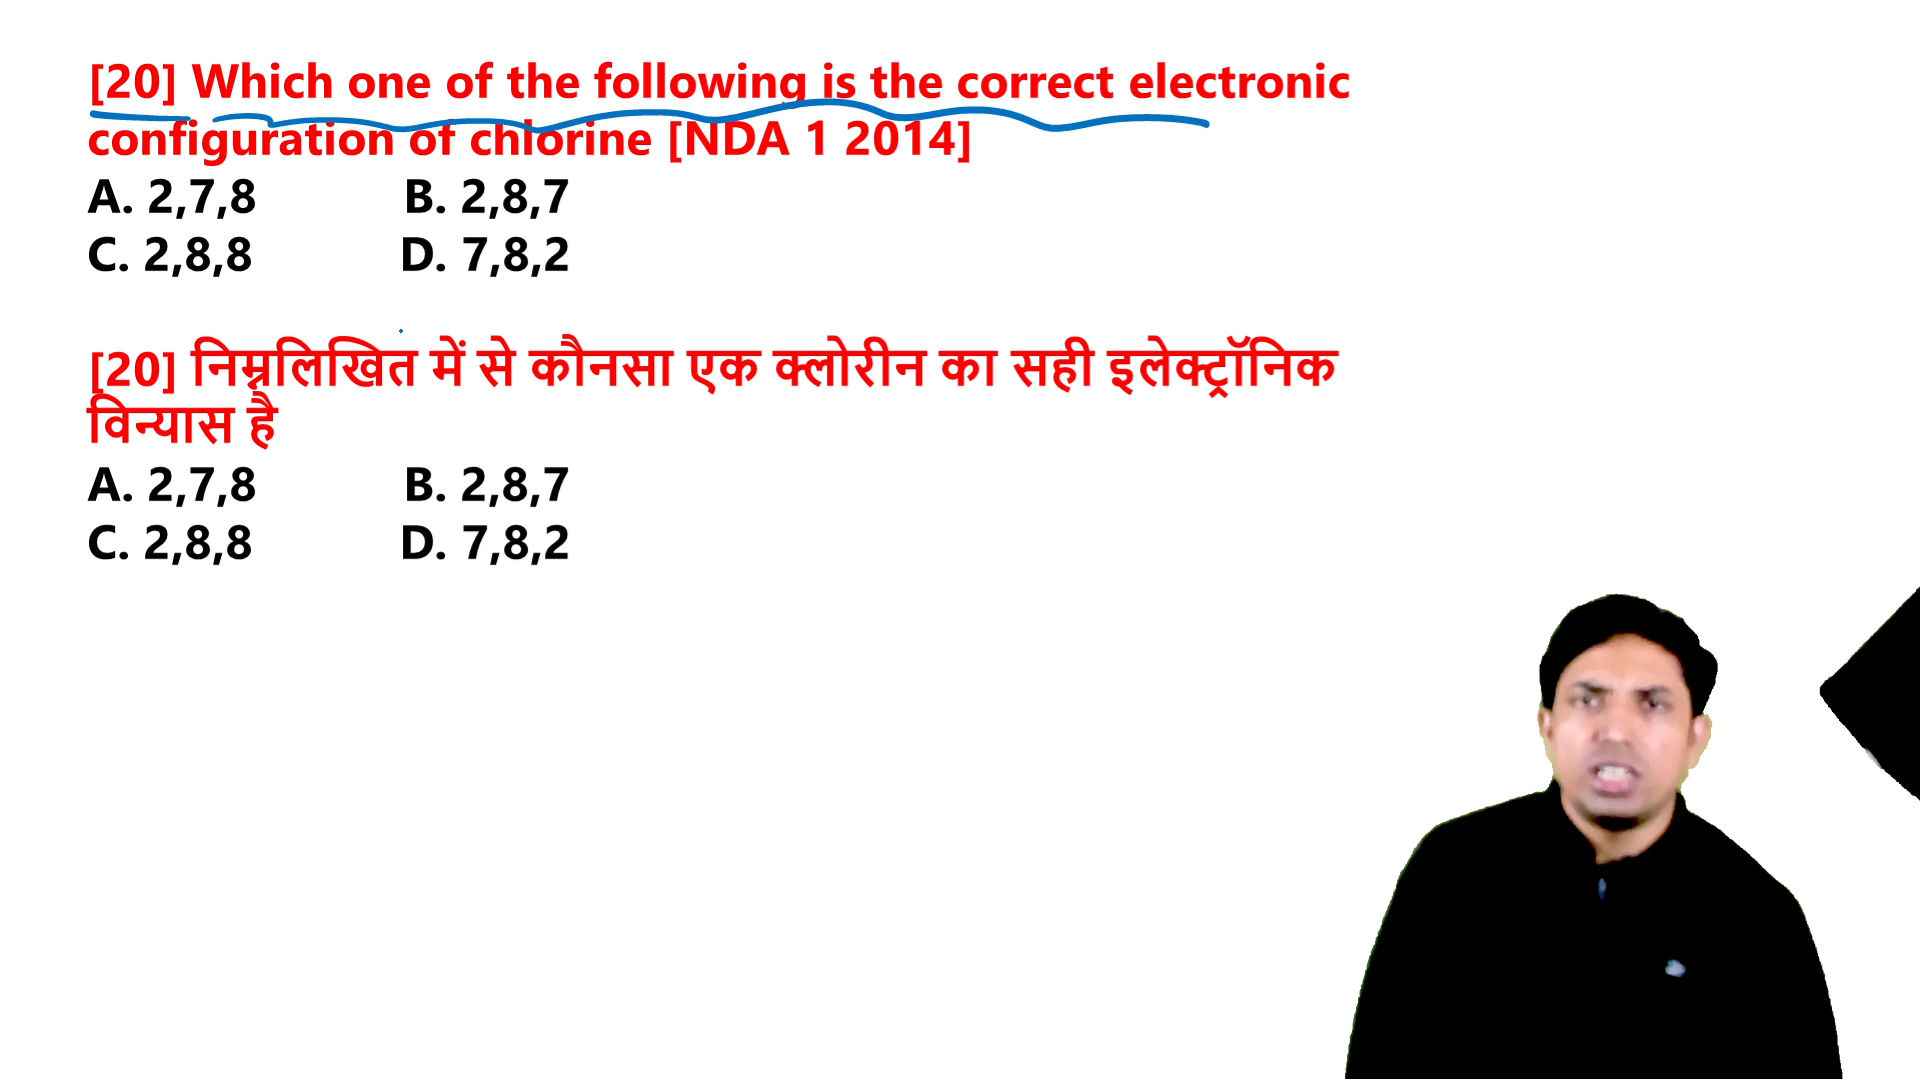 [20] Which one of the following is the correct electronic
configuration of chlorine [NDA 1 2014]
A. 2,7,8 B. 2,8,7
C. 2,8,8 D. 7,8,2
[20] निम्नलिखित में से कौनसा एक क्लोरीन का सही इलेक्ट्रॉनिक
विन्यास है
A. 2,7,8 B. 2,8,7
C. 2,8,8 D. 7,8,2